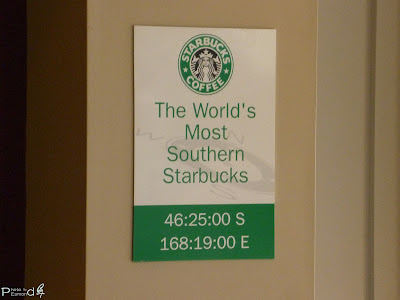 STARBUCKS
COFFEE
The World's
Most
Southern
Starbucks
46:25:00 S
168:19:00 E